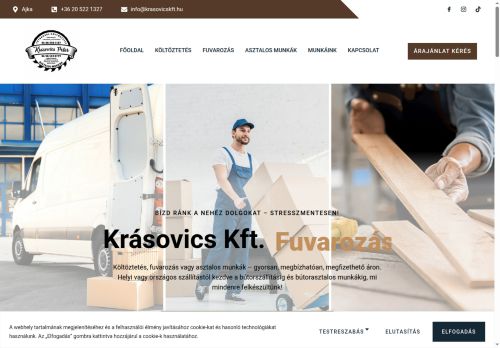 Ajka
+36 20 522 1327
info@krasovicskft.hu
Krásovics Péter
FŐOLDAL
KÖLTÖZTETÉS
FUVAROZÁS
ASZTALOS MUNKÁK
MUNKÁINK
KAPCSOLAT
ÁRAJÁNLAT KÉRÉS
BÍZD RÁNK A NEHÉZ DOLGOKAT – STRESSZMENTESEN!
Krásovics Kft. Fuvarozás
Költöztetés, fuvarozás vagy asztalos munkák – gyorsan, megbízhatóan, megfizethető áron.
Helyi vagy országos szállítástól kezdve a bútorszállításig és bútorasztalos munkákig, mi
mindenre felkészültünk!
A webhely tartalmának megjelenítéséhez és a felhasználói élmény javításához cookie-kat és hasonló technológiákat
használunk. Az „Elfogadás" gombra kattintva hozzájárul a cookie-k használatához.
TESTRESZABÁS
ELUTASÍTÁS
ELFOGADÁS